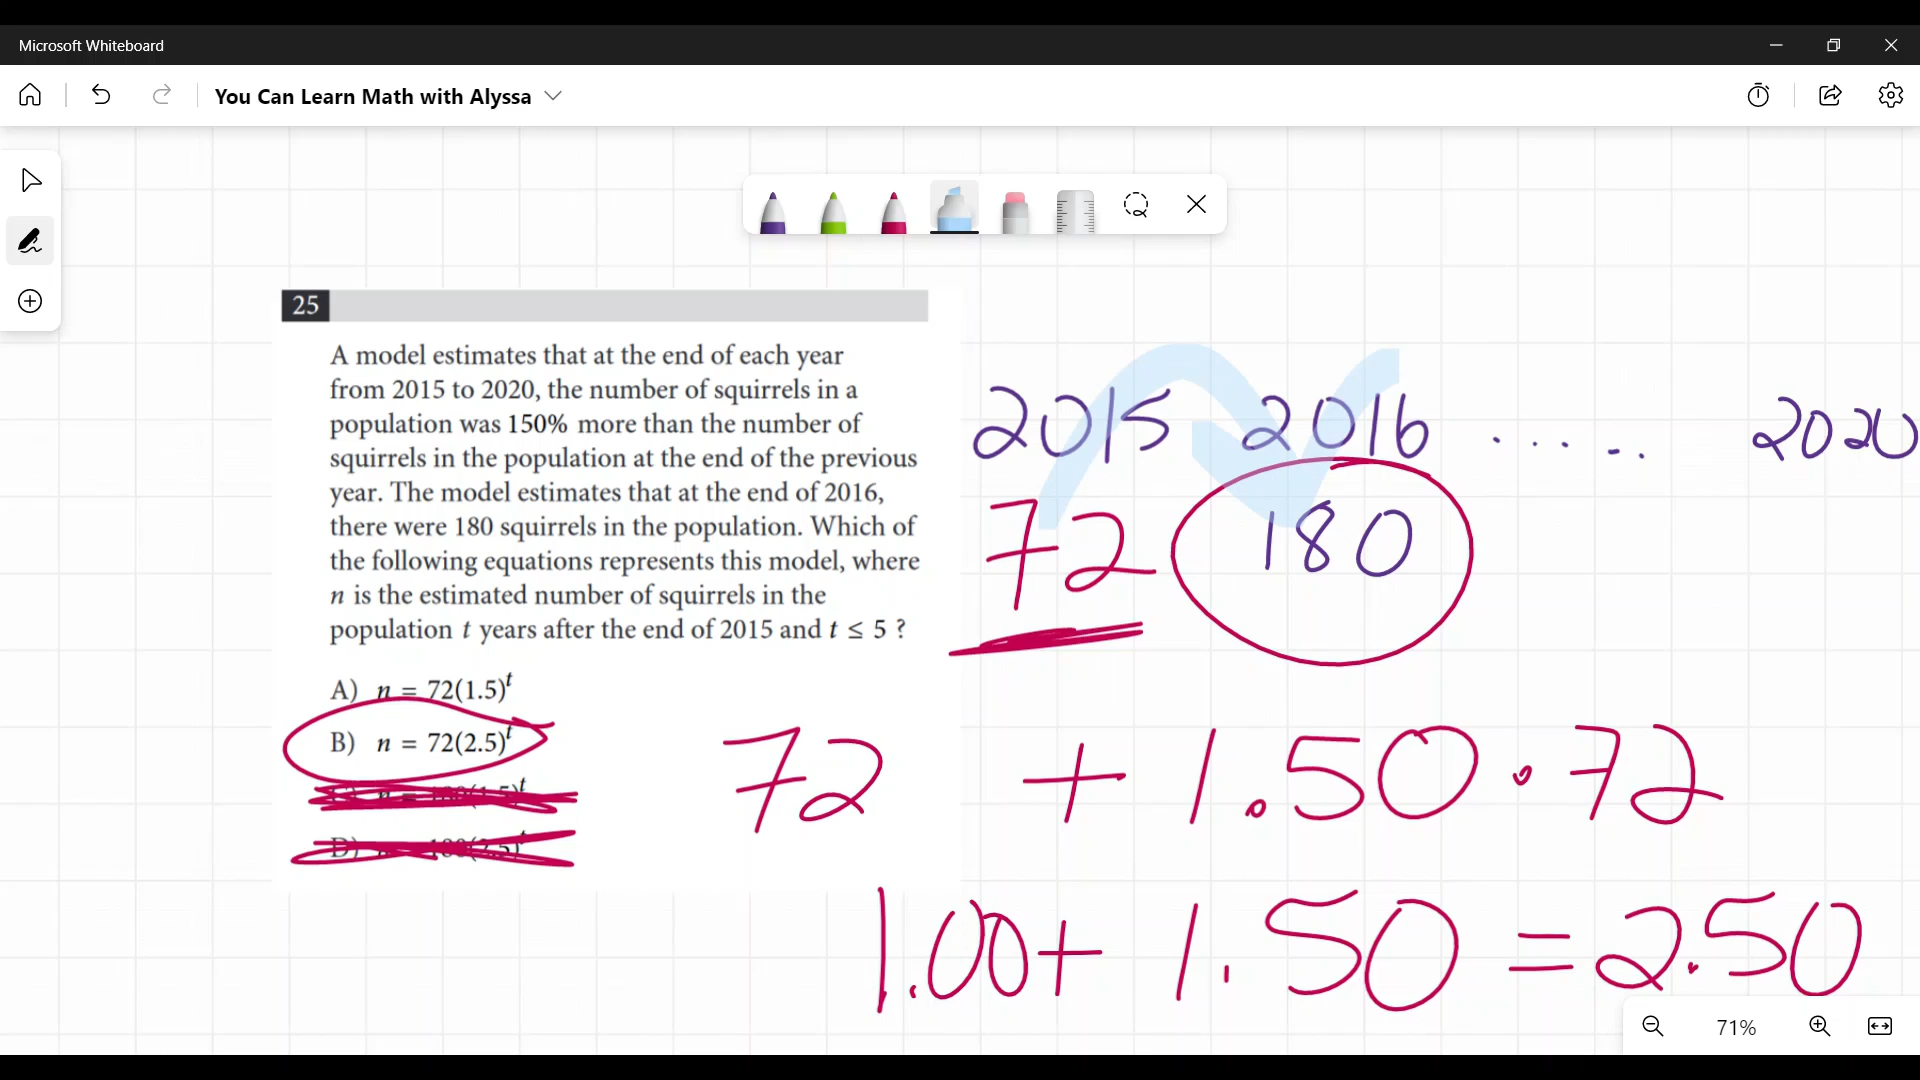 Microsoft Whiteboard
You Can Learn Math with Alyssa
25
A model estimates that at the end of each year
from 2015 to 2020, the number of squirrels in a
population was 150% more than the number of
squirrels in the population at the end of the previous
year. The model estimates that at the end of 2016,
there were 180 squirrels in the population. Which of
the following equations represents this model, where
n is the estimated number of squirrels in the
population t years after the end of 2015 and t ≤ 5 ?
A) n = 72(1.5)^t
B) n = 72(2.5)^t
D) n = 180(2.5)^t
2015 2016 ........ 2020
72 180
72 + 1.50 · 72
1.00 + 1.50 = 2.50
71%